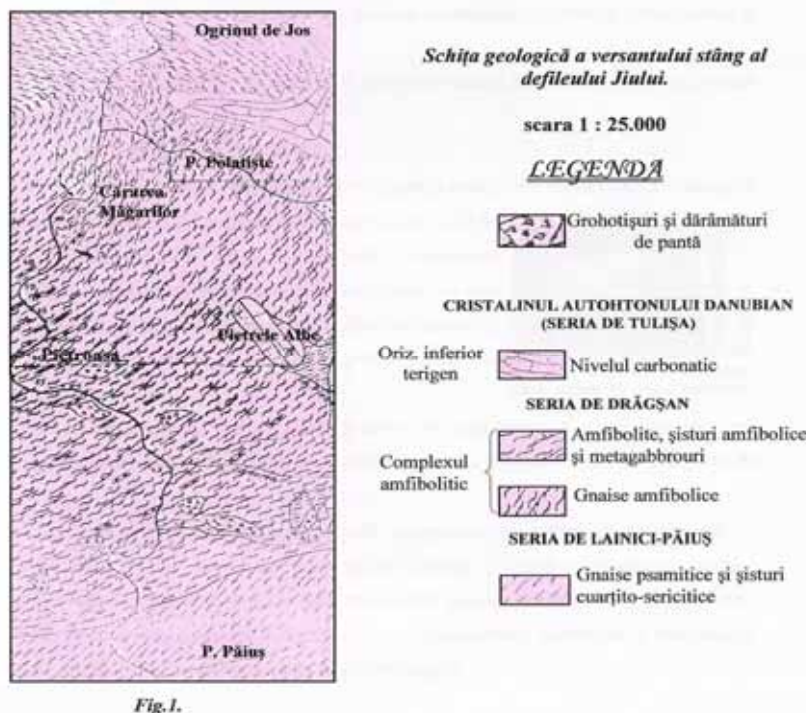 Ogrinul de Jos
P. Polatiste
Cărarea
Măgarilor
Pietrele Albe
Pietroasa
P. Păiuș
Fig.1.
Schița geologică a versantului stâng al
defileului Jiului.
scara 1 : 25.000
LEGENDA
Grohotișuri și dărâmături
de pantă
CRISTALINUL AUTOHTONULUI DANUBIAN
(SERIA DE TULIȘA)
Oriz. inferior
terigen
Nivelul carbonatic
SERIA DE DRĂGȘAN
Complexul
amfibolitic
Amfibolite, șisturi amfibolice
și metagabbrouri
Gnaise amfibolice
SERIA DE LAINICI-PĂIUȘ
Gnaise psamitice și șisturi
cuarțito-sericitice